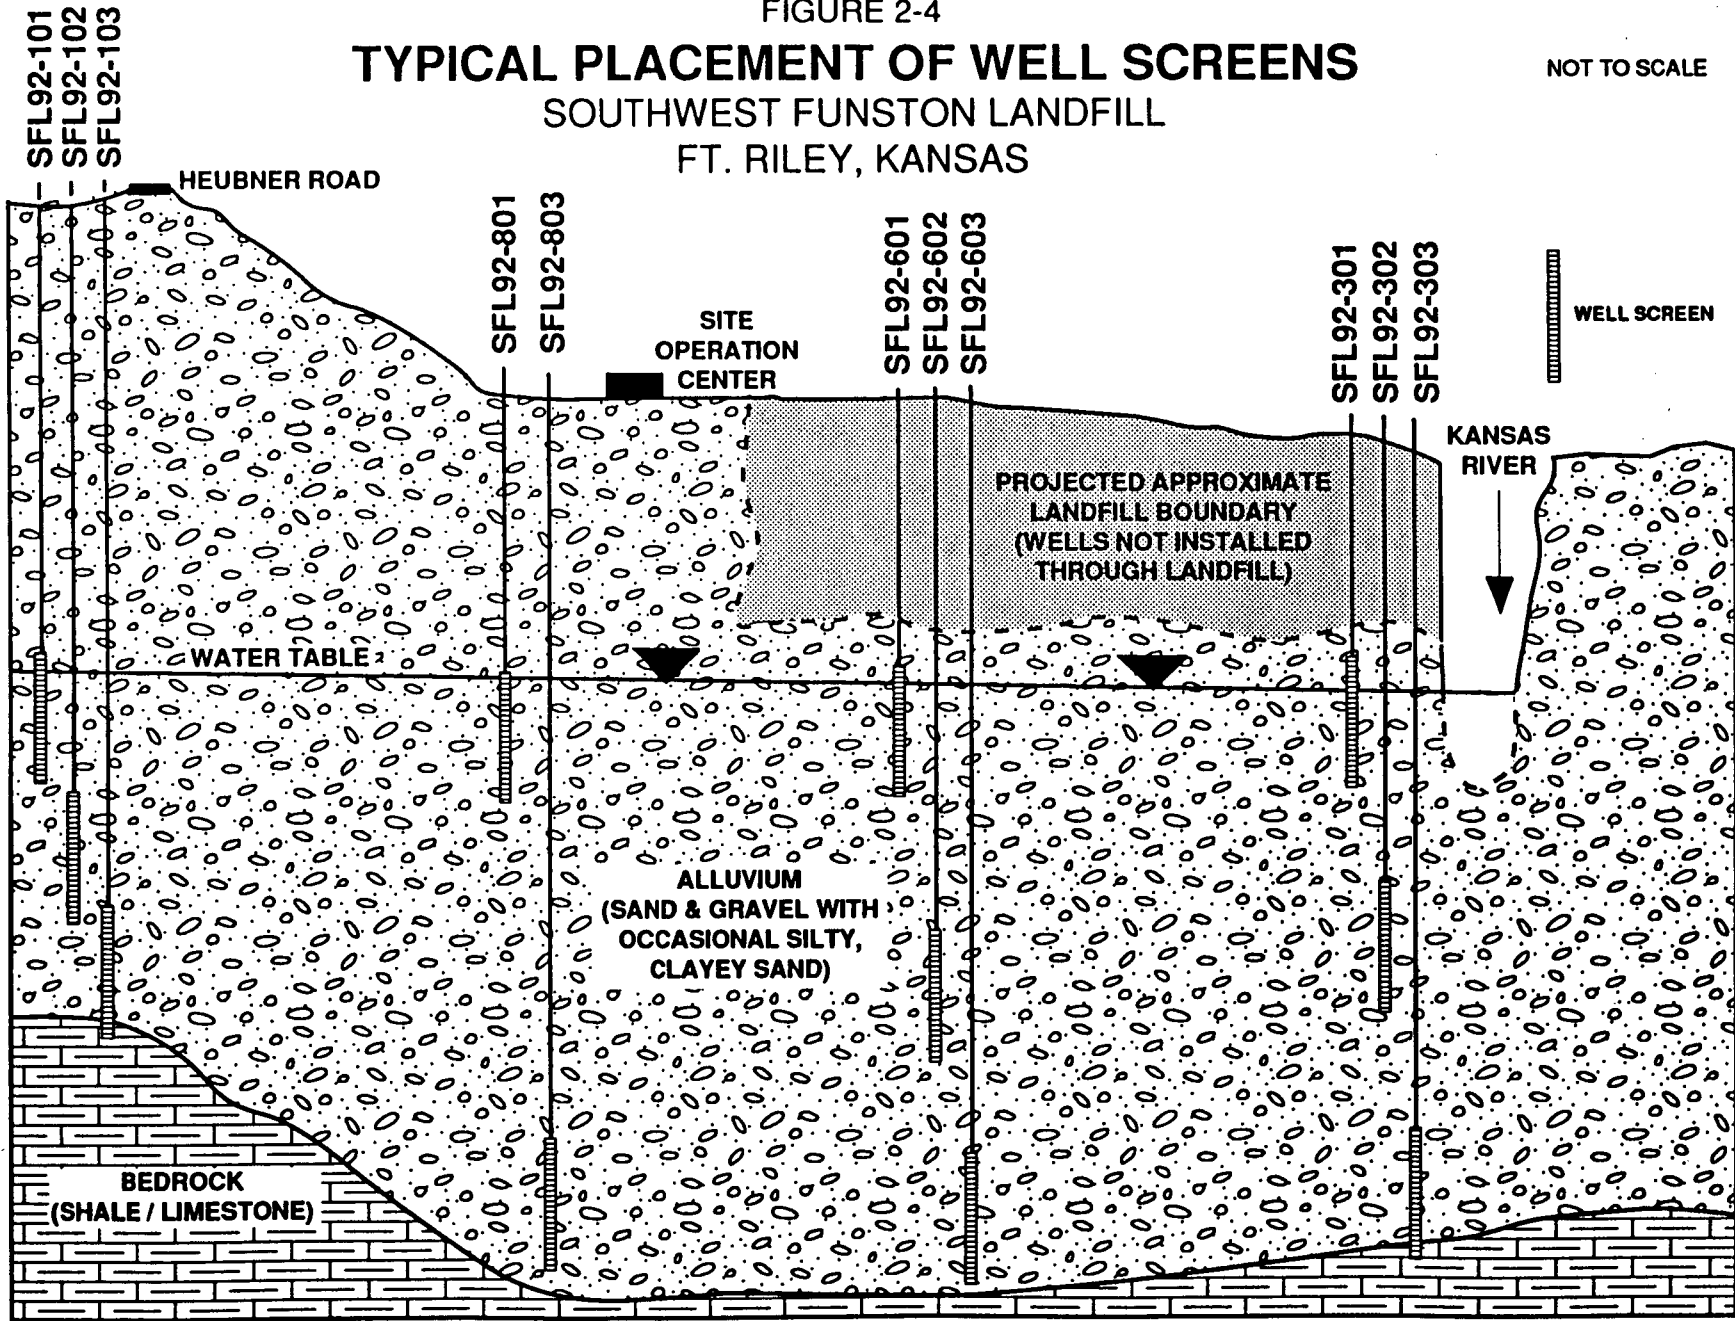 FIGURE 2-4
TYPICAL PLACEMENT OF WELL SCREENS
SOUTHWEST FUNSTON LANDFILL
FT. RILEY, KANSAS
NOT TO SCALE
SFL92-101
SFL92-102
SFL92-103
HEUBNER ROAD
SFL92-801
SFL92-803
SITE
OPERATION
CENTER
SFL92-601
SFL92-602
SFL92-603
SFL92-301
SFL92-302
SFL92-303
WELL SCREEN
KANSAS
RIVER
PROJECTED APPROXIMATE
LANDFILL BOUNDARY
(WELLS NOT INSTALLED
THROUGH LANDFILL)
WATER TABLE
ALLUVIUM
(SAND & GRAVEL WITH
OCCASIONAL SILTY,
CLAYEY SAND)
BEDROCK
(SHALE / LIMESTONE)